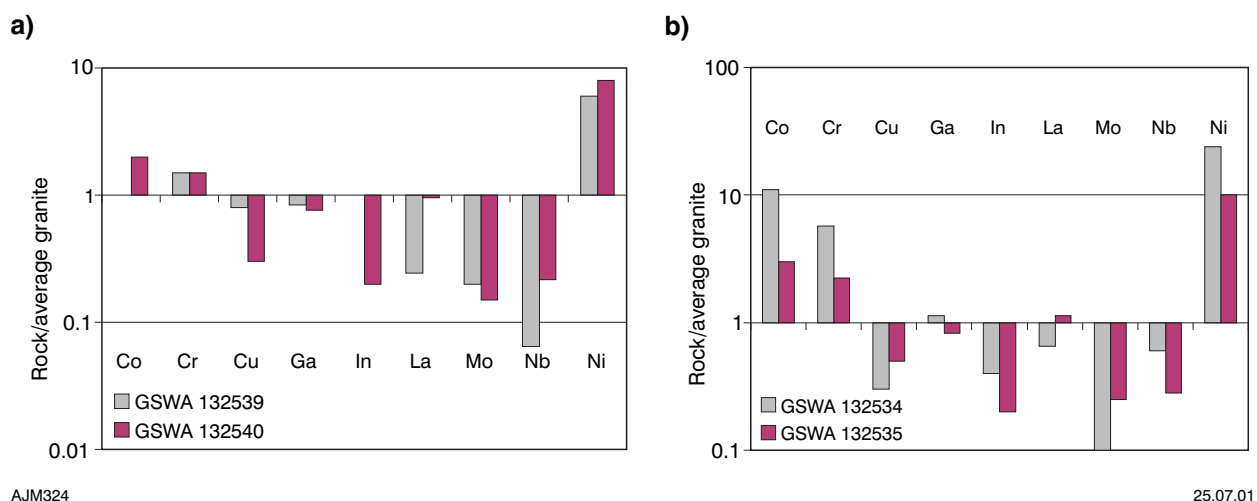 a)
10
1
0.1
0.01
Rock/average granite
Co Cr Cu Ga In La Mo Nb Ni
GSWA 132539
GSWA 132540
b)
100
10
1
0.1
Rock/average granite
Co Cr Cu Ga In La Mo Nb Ni
GSWA 132534
GSWA 132535
AJM324
25.07.01